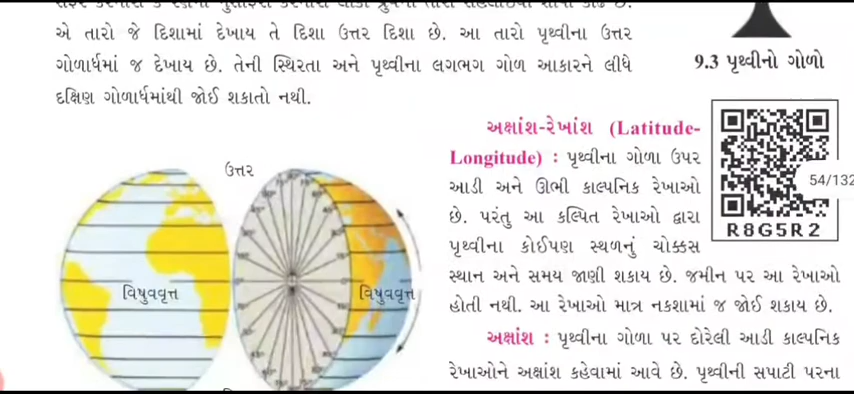 એ તારો જે દિશામાં દેખાય તે દિશા ઉત્તર દિશા છે. આ તારો પૃથ્વીના ઉત્તર
ગોળાર્ધમાં જ દેખાય છે. તેની સ્થિરતા અને પૃથ્વીના લગભગ ગોળ આકારને લીધે
દક્ષિણ ગોળાર્ધમાંથી જોઈ શકાતો નથી.
9.3 પૃથ્વીનો ગોળો
ઉત્તર
વિષુવવૃત્ત
વિષુવવૃત્ત
અક્ષાંશ-રેખાંશ (Latitude-
Longitude) : પૃથ્વીના ગોળા ઉપર
આડી અને ઊભી કાલ્પનિક રેખાઓ
છે. પરંતુ આ કલ્પિત રેખાઓ દ્વારા
પૃથ્વીના કોઈપણ સ્થળનું ચોક્કસ
સ્થાન અને સમય જાણી શકાય છે. જમીન પર આ રેખાઓ
હોતી નથી. આ રેખાઓ માત્ર નકશામાં જ જોઈ શકાય છે.
અક્ષાંશ : પૃથ્વીના ગોળા પર દોરેલી આડી કાલ્પનિક
રેખાઓને અક્ષાંશ કહેવામાં આવે છે. પૃથ્વીની સપાટી પરના
54/132
R8G5R2